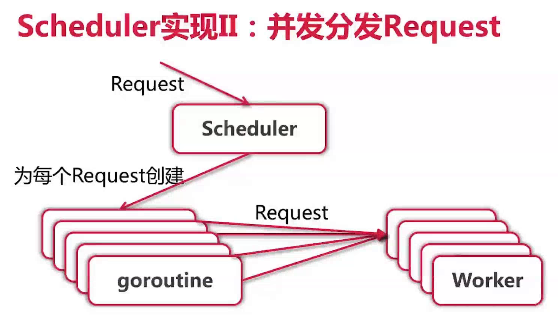 Scheduler实现II：并发分发Request
Request
Scheduler
为每个Request创建
Request
goroutine
Worker